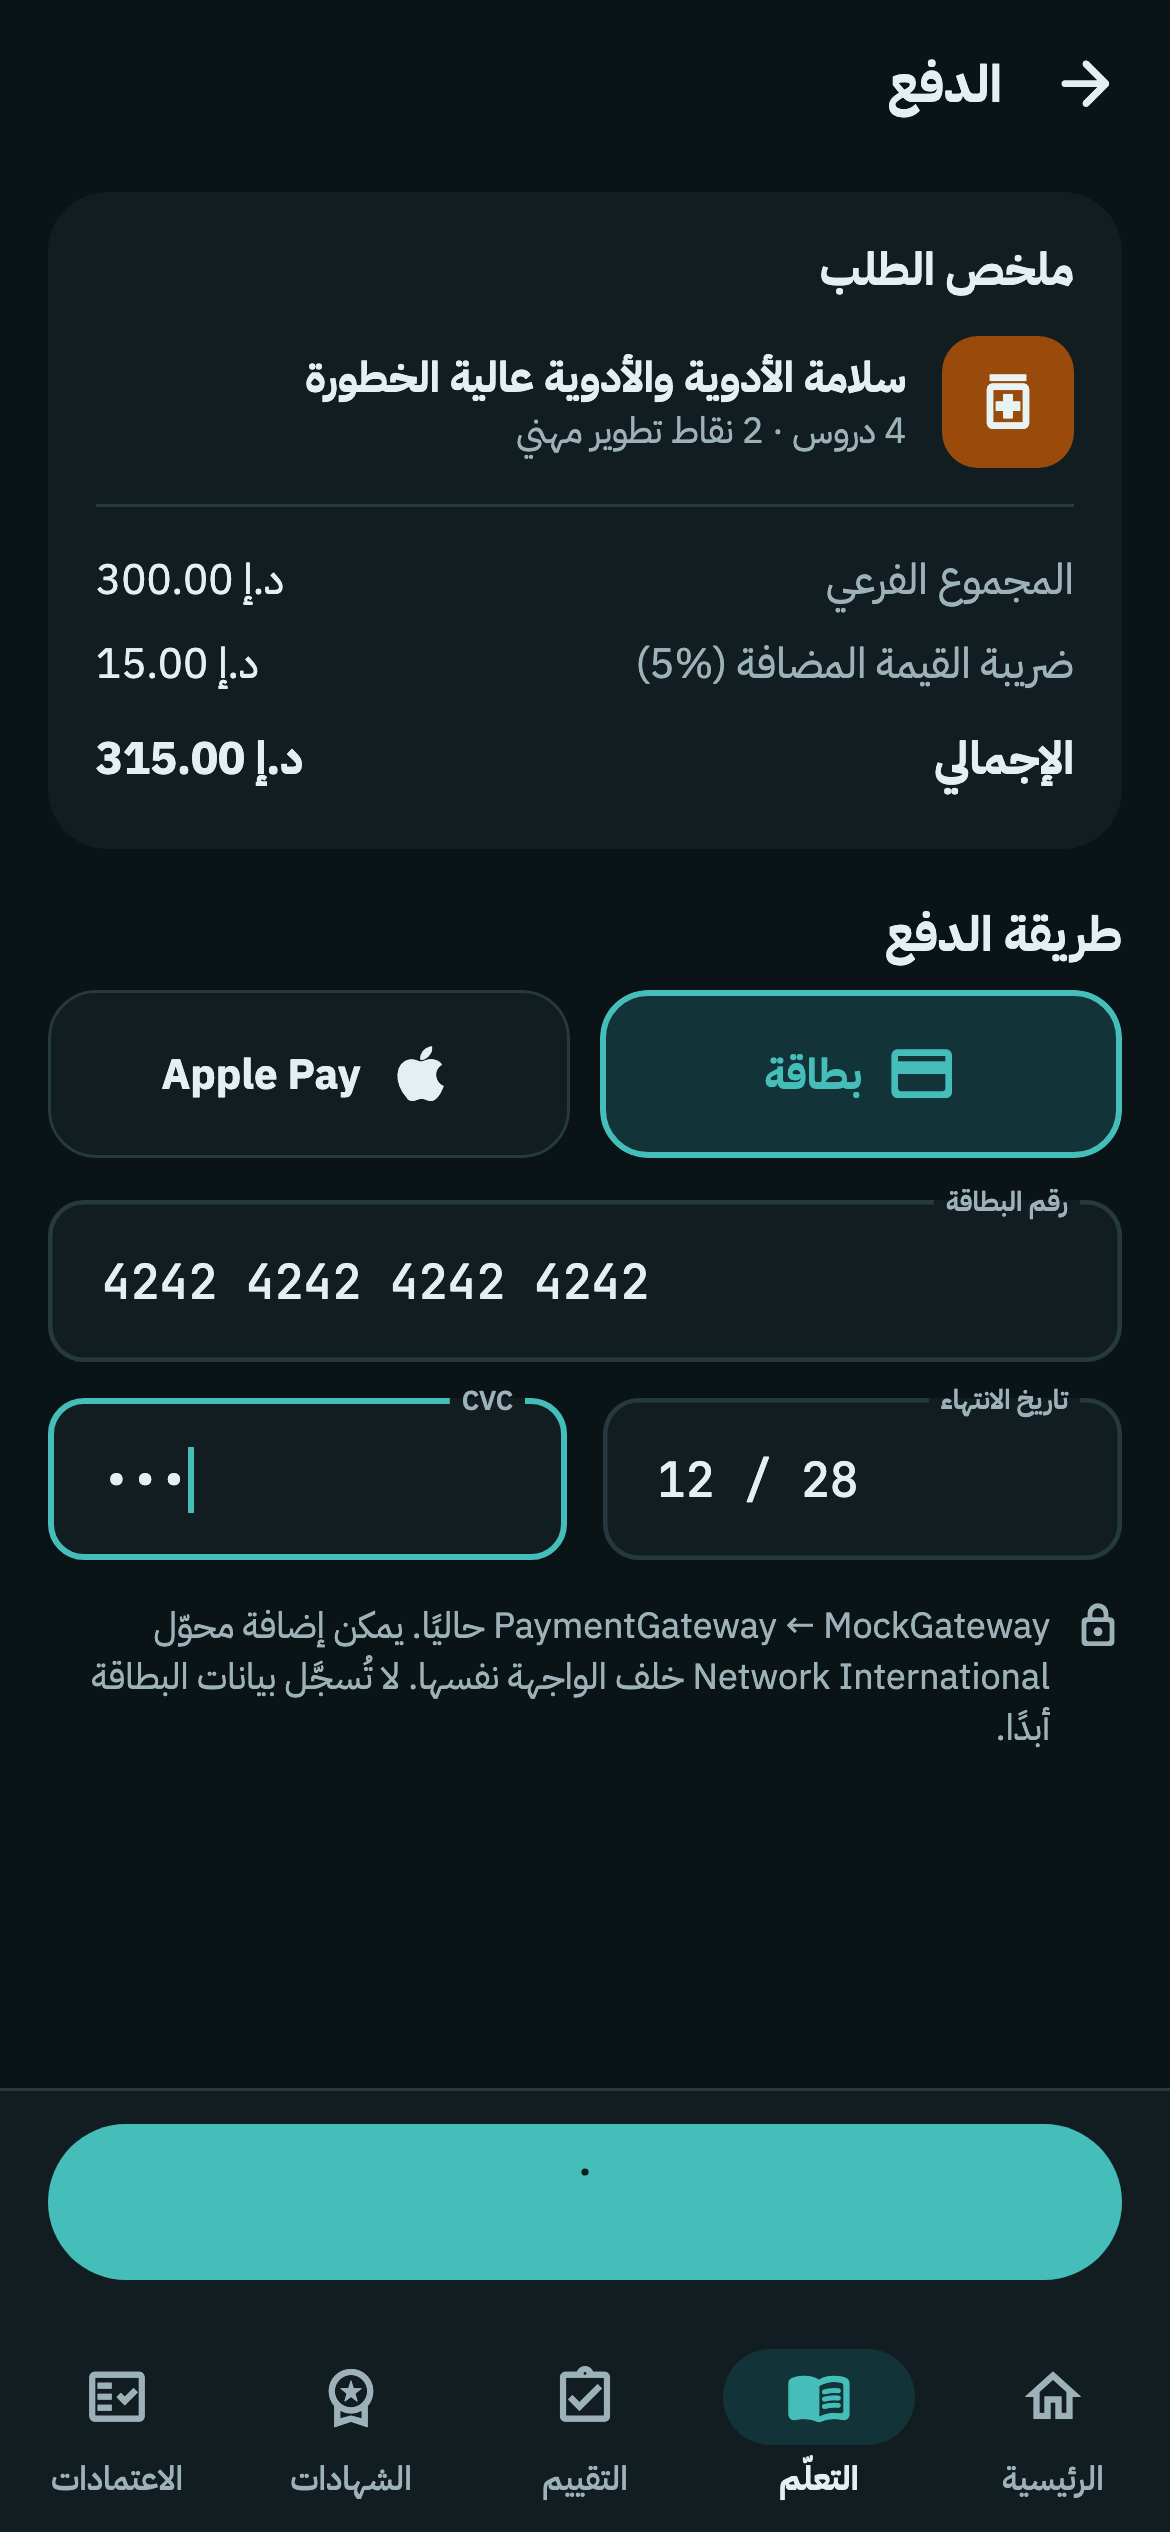 الدفع
ملخص الطلب
سلامة الأدوية والأدوية عالية الخطورة
4 دروس · 2 نقاط تطوير مهني
المجموع الفرعي
د.إ 300.00
ضريبة القيمة المضافة (5%)
د.إ 15.00
الإجمالي
د.إ 315.00
طريقة الدفع
بطاقة
Apple Pay
رقم البطاقة
4242 4242 4242 4242
تاريخ الانتهاء
12 / 28
CVC
•••
PaymentGateway ← MockGateway حاليًا. يمكن إضافة محوّل
Network International خلف الواجهة نفسها. لا تُسجَّل بيانات البطاقة
أبدًا.
الرئيسية
التعلّم
التقييم
الشهادات
الاعتمادات